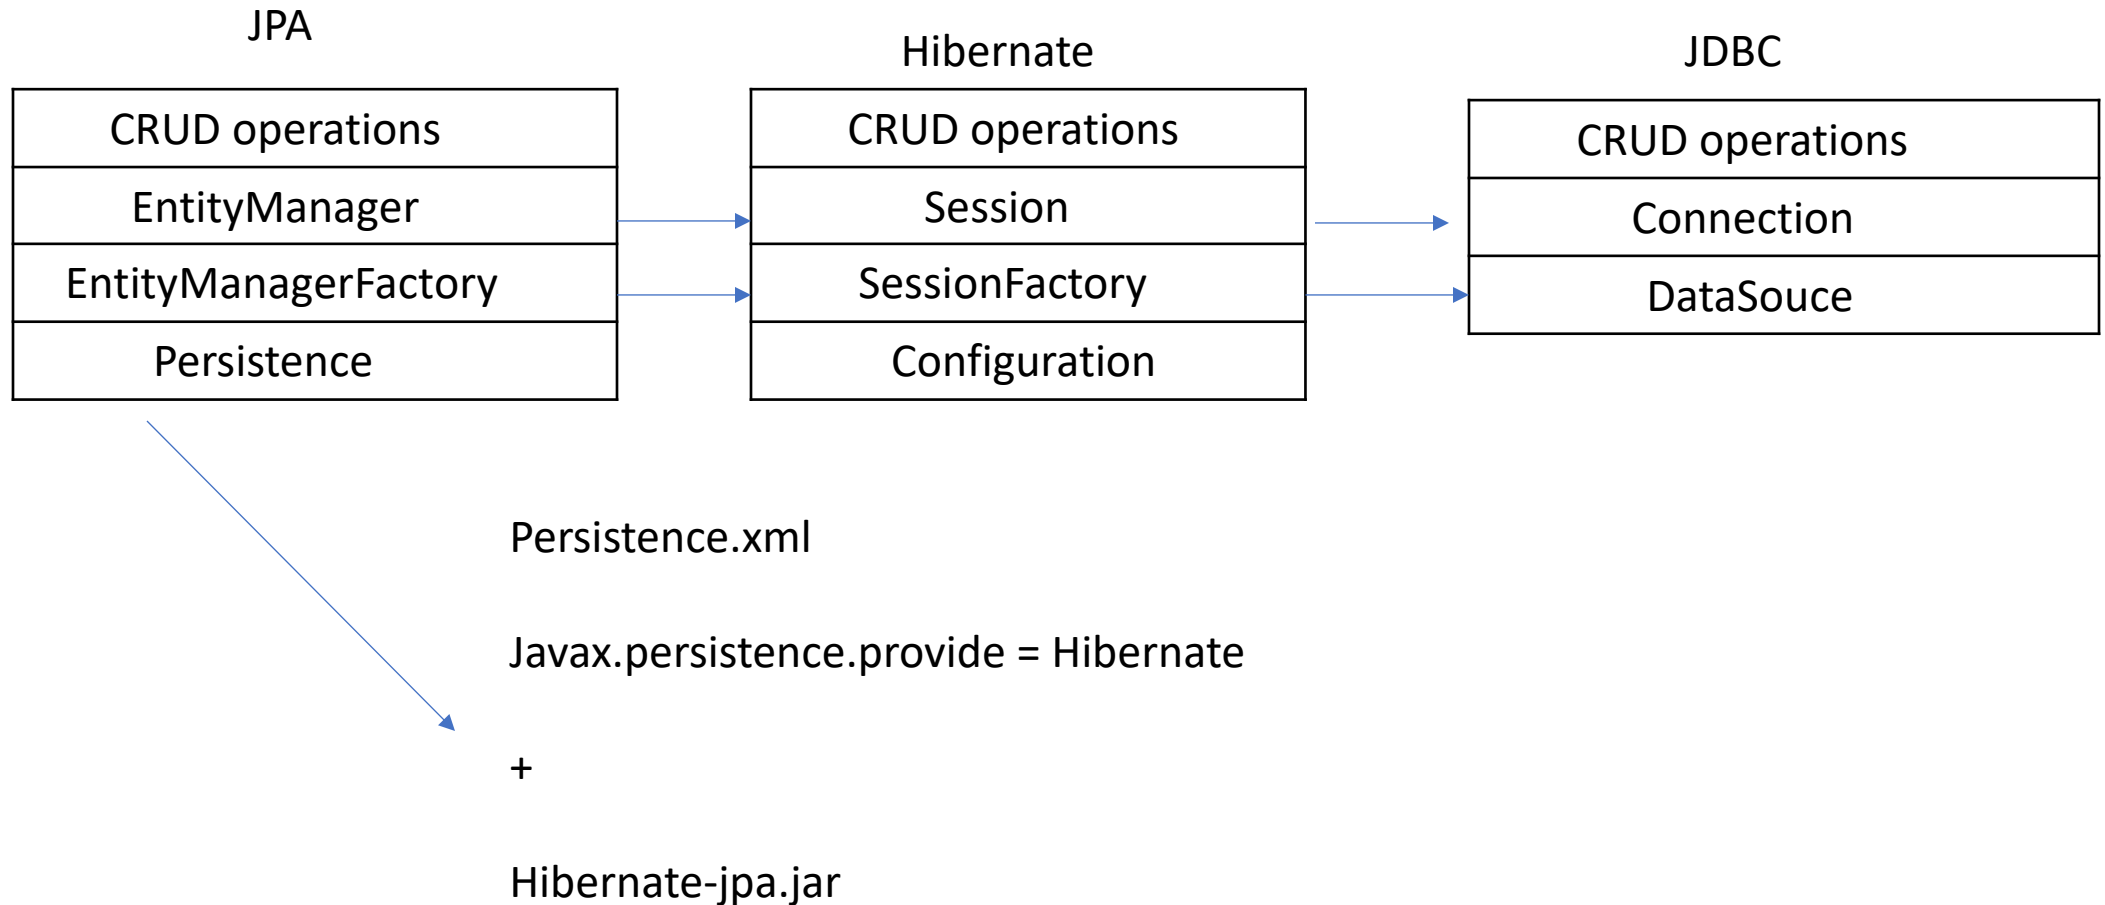 JPA
CRUD operations
EntityManager
EntityManagerFactory
Persistence
Hibernate
CRUD operations
Session
SessionFactory
Configuration
JDBC
CRUD operations
Connection
DataSouce
Persistence.xml
Javax.persistence.provide = Hibernate
+
Hibernate-jpa.jar